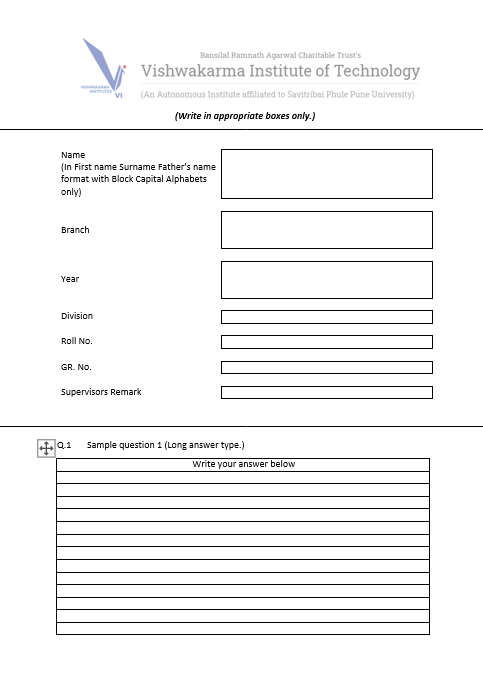 Bansilal Ramnath Agarwal Charitable Trust's
Vishwakarma Institute of Technology
(An Autonomous Institute affiliated to Savitribai Phule Pune University)
VISHWAKARMA
INSTITUTES
VI
(Write in appropriate boxes only.)
Name
(In First name Surname Father's name
format with Block Capital Alphabets
only)
Branch
Year
Division
Roll No.
GR. No.
Supervisors Remark
Q.1 Sample question 1 (Long answer type.)
Write your answer below